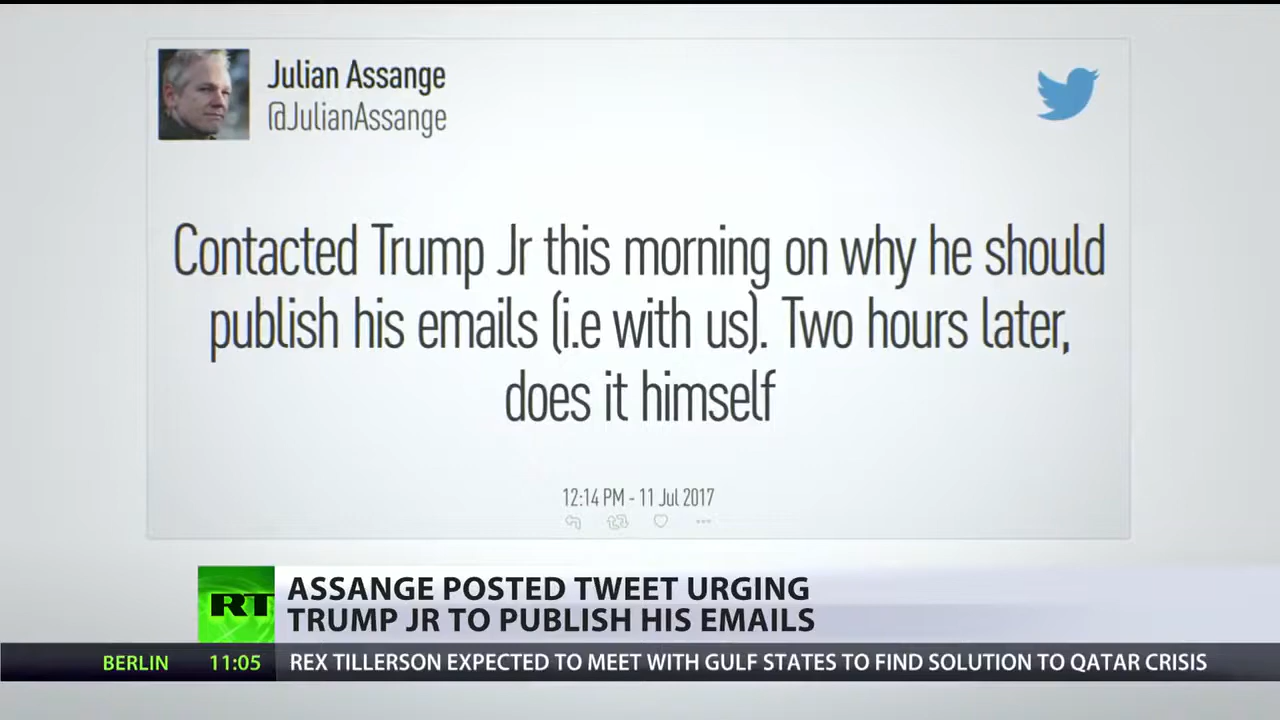 Julian Assange
@JulianAssange
Contacted Trump Jr this morning on why he should
publish his emails (i.e with us). Two hours later,
does it himself
12:14 PM - 11 Jul 2017
RT
ASSANGE POSTED TWEET URGING
TRUMP JR TO PUBLISH HIS EMAILS
BERLIN 11:05 REX TILLERSON EXPECTED TO MEET WITH GULF STATES TO FIND SOLUTION TO QATAR CRISIS